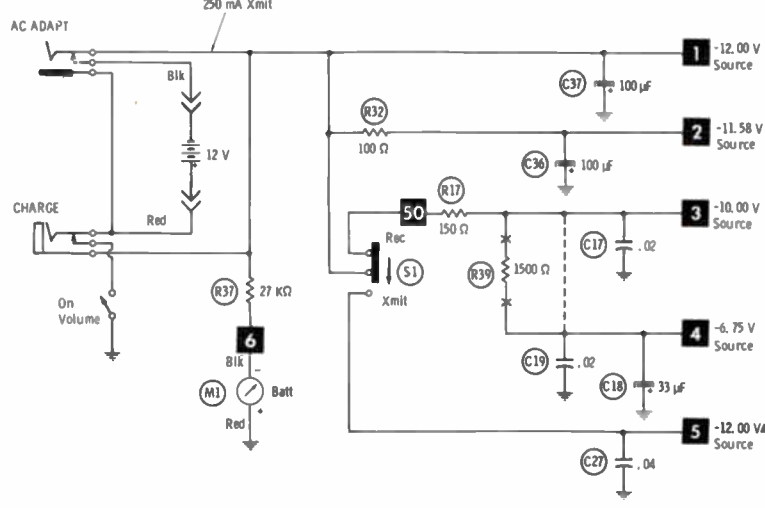 250 mA Xmit
AC ADAPT
Blk
12 V
Red
CHARGE
On
Volume
R37
27 KΩ
6
Blk
M1
Batt
Red
R32
100 Ω
C37
100 µF
1
-12.00 V
Source
C36
100 µF
2
-11.58 V
Source
50
R17
150 Ω
Rec
S1
Xmit
R39
1500 Ω
C17
.02
3
-10.00 V
Source
C19
.02
C18
33 µF
4
-6.75 V
Source
C27
.04
5
-12.00 V
Source